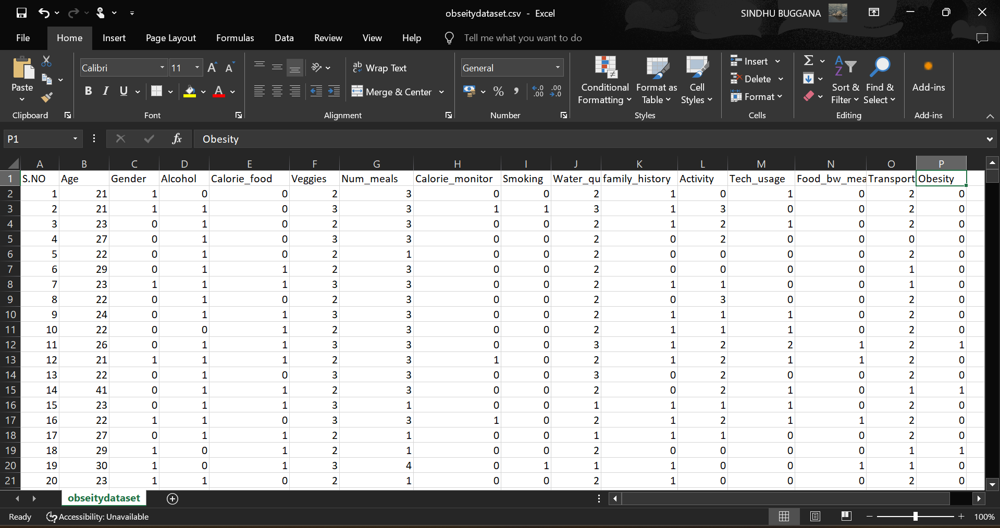 obseitydataset.csv - Excel
SINDHU BUGGANA
File Home Insert Page Layout Formulas Data Review View Help Tell me what you want to do
Paste
Clipboard
Calibri 11
A A
B I U A
Font
ab Wrap Text
Merge & Center
Alignment
General
% , .0 .00 .00 .0
Number
Conditional Formatting
Format as Table
Cell Styles
Styles
Insert
Delete
Format
Cells
Sort & Filter
Find & Select
Editing
Add-ins
Add-ins
P1 fx Obesity
A B C D E F G H I J K L M N O P
1 S.NO Age Gender Alcohol Calorie_food Veggies Num_meals Calorie_monitor Smoking Water_qu family_history Activity Tech_usage Food_bw_mea Transport Obesity
2 1 21 1 0 0 2 3 0 0 2 1 0 1 0 2 0
3 2 21 1 1 0 3 3 1 1 3 1 3 0 0 2 0
4 3 23 0 1 0 2 3 0 0 2 1 2 1 0 2 0
5 4 27 0 1 0 3 3 0 0 2 0 2 0 0 0 0
6 5 22 0 1 0 2 1 0 0 2 0 0 0 0 2 0
7 6 29 0 1 1 2 3 0 0 2 0 0 0 0 1 0
8 7 23 1 1 1 3 3 0 0 2 1 1 0 0 1 0
9 8 22 0 1 0 2 3 0 0 2 0 3 0 0 2 0
10 9 24 0 1 1 3 3 0 0 2 1 1 1 0 2 0
11 10 22 0 0 1 2 3 0 0 2 1 1 1 0 2 0
12 11 26 0 1 1 3 3 0 0 3 1 2 2 1 2 1
13 12 21 1 1 1 2 3 1 0 2 1 2 1 1 2 0
14 13 22 0 1 0 3 3 0 0 3 0 2 0 0 2 0
15 14 41 0 1 1 2 3 0 0 2 0 2 1 0 1 1
16 15 23 0 1 1 3 1 0 0 1 1 1 1 0 2 0
17 16 22 1 1 0 3 3 1 0 2 1 2 1 1 2 0
18 17 27 0 1 1 2 1 0 0 1 1 1 0 0 2 0
19 18 29 1 0 1 2 1 0 0 2 0 0 0 0 1 1
20 19 30 1 0 1 3 4 0 1 1 1 0 0 1 1 0
21 20 23 1 1 0 2 1 0 0 2 1 0 0 0 2 0
obseitydataset
Ready Accessibility: Unavailable 100%